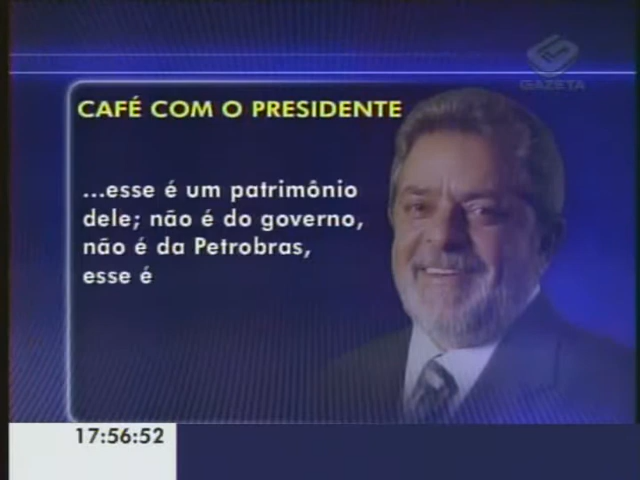 GAZETA
CAFÉ COM O PRESIDENTE
...esse é um patrimônio
dele; não é do governo,
não é da Petrobras,
esse é
17:56:52